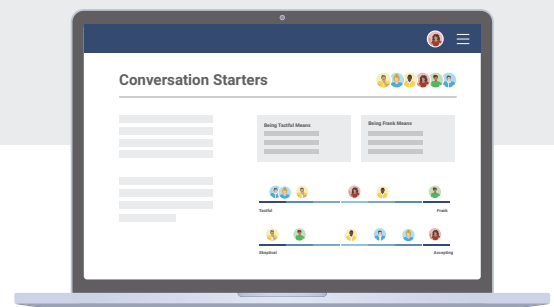 Conversation Starters
Being Tactful Means
Being Frank Means
Tactful
Frank
Skeptical
Accepting